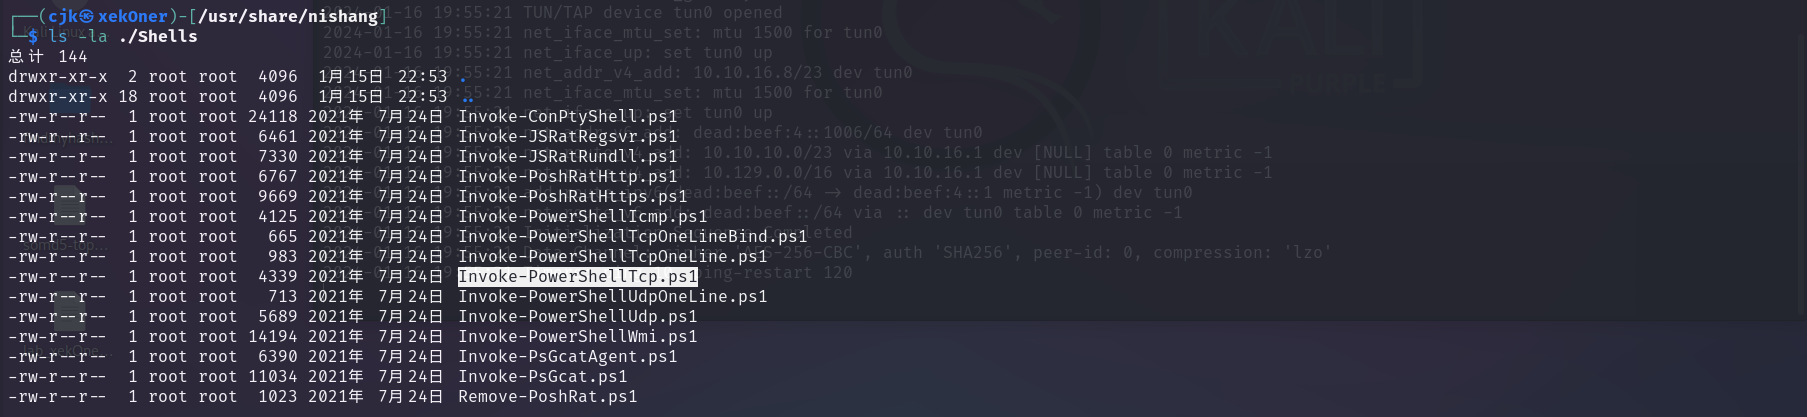 ┌──(cjk㉿xekOner)-[/usr/share/nishang]
└─$ ls -la ./Shells
总计 144
drwxr-xr-x  2 root root  4096  1月15日 22:53 .
drwxr-xr-x 18 root root  4096  1月15日 22:53 ..
-rw-r--r--  1 root root 24118 2021年 7月24日 Invoke-ConPtyShell.ps1
-rw-r--r--  1 root root  6461 2021年 7月24日 Invoke-JSRatRegsvr.ps1
-rw-r--r--  1 root root  7330 2021年 7月24日 Invoke-JSRatRundll.ps1
-rw-r--r--  1 root root  6767 2021年 7月24日 Invoke-PoshRatHttp.ps1
-rw-r--r--  1 root root  9669 2021年 7月24日 Invoke-PoshRatHttps.ps1
-rw-r--r--  1 root root  4125 2021年 7月24日 Invoke-PowerShellIcmp.ps1
-rw-r--r--  1 root root   665 2021年 7月24日 Invoke-PowerShellTcpOneLineBind.ps1
-rw-r--r--  1 root root   983 2021年 7月24日 Invoke-PowerShellTcpOneLine.ps1
-rw-r--r--  1 root root  4339 2021年 7月24日 Invoke-PowerShellTcp.ps1
-rw-r--r--  1 root root   713 2021年 7月24日 Invoke-PowerShellUdpOneLine.ps1
-rw-r--r--  1 root root  5689 2021年 7月24日 Invoke-PowerShellUdp.ps1
-rw-r--r--  1 root root 14194 2021年 7月24日 Invoke-PowerShellWmi.ps1
-rw-r--r--  1 root root  6390 2021年 7月24日 Invoke-PsGcatAgent.ps1
-rw-r--r--  1 root root 11034 2021年 7月24日 Invoke-PsGcat.ps1
-rw-r--r--  1 root root  1023 2021年 7月24日 Remove-PoshRat.ps1
2024-01-16 19:55:21 TUN/TAP device tun0 opened
2024-01-16 19:55:21 net_iface_mtu_set: mtu 1500 for tun0
2024-01-16 19:55:21 net_iface_up: set tun0 up
2024-01-16 19:55:21 net_addr_v4_add: 10.10.16.8/23 dev tun0
2024-01-16 19:55:21 net_iface_mtu_set: mtu 1500 for tun0
set tun0 up
dead:beef:4::1006/64 dev tun0
10.10.10.0/23 via 10.10.16.1 dev [NULL] table 0 metric -1
10.129.0.0/16 via 10.10.16.1 dev [NULL] table 0 metric -1
(dead:beef::/64 -> dead:beef:4::1 metric -1) dev tun0
dead:beef::/64 via :: dev tun0 table 0 metric -1
Completed
-256-CBC', auth 'SHA256', peer-id: 0, compression: 'lzo'
ping-restart 120
KALI
PURPLE